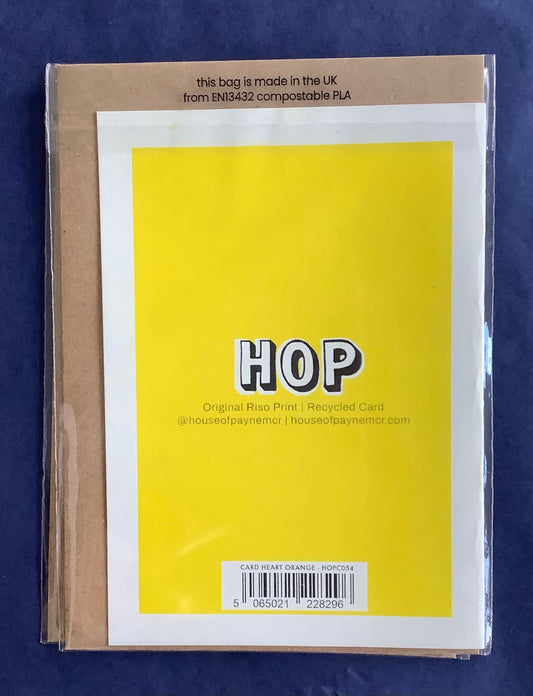 this bag is made in the UK
from EN13432 compostable PLA
HOP
Original Riso Print | Recycled Card
@houseofpaynemcr | houseofpaynemcr.com
CARD HEART ORANGE - HOPCD54
5 065021 228296